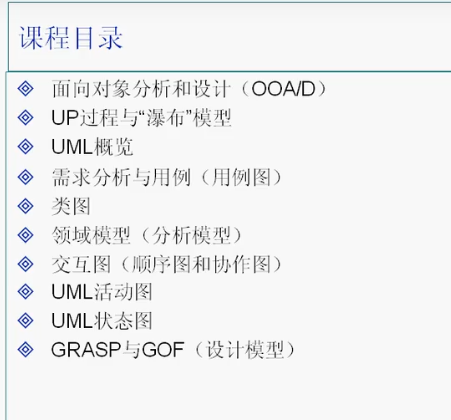 课程目录
面向对象分析和设计（OOA/D）
UP过程与“瀑布”模型
UML概览
需求分析与用例（用例图）
类图
领域模型（分析模型）
交互图（顺序图和协作图）
UML活动图
UML状态图
GRASP与GOF（设计模型）